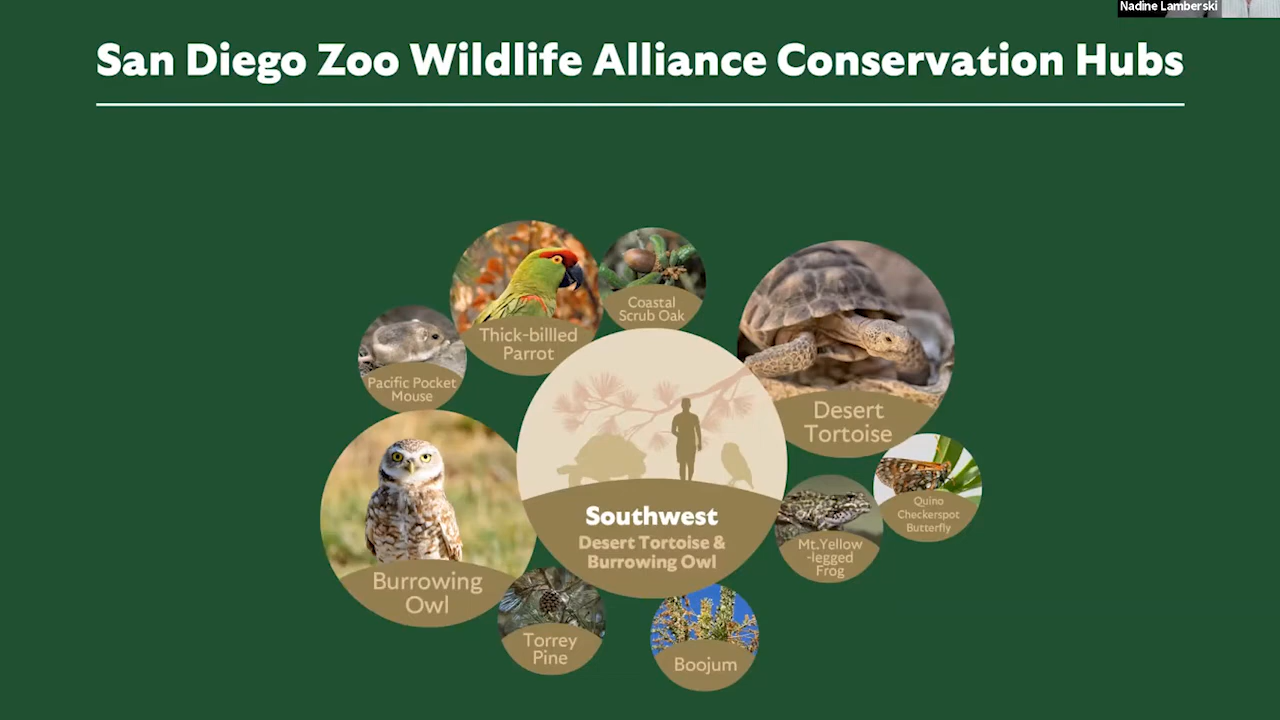 Nadine Lamberski
San Diego Zoo Wildlife Alliance Conservation Hubs
Coastal
Scrub Oak
Thick-billled
Parrot
Pacific Pocket
Mouse
Desert
Tortoise
Quino
Checkerspot
Butterfly
Southwest
Desert Tortoise &
Burrowing Owl
Mt.Yellow
-legged
Frog
Burrowing
Owl
Torrey
Pine
Boojum